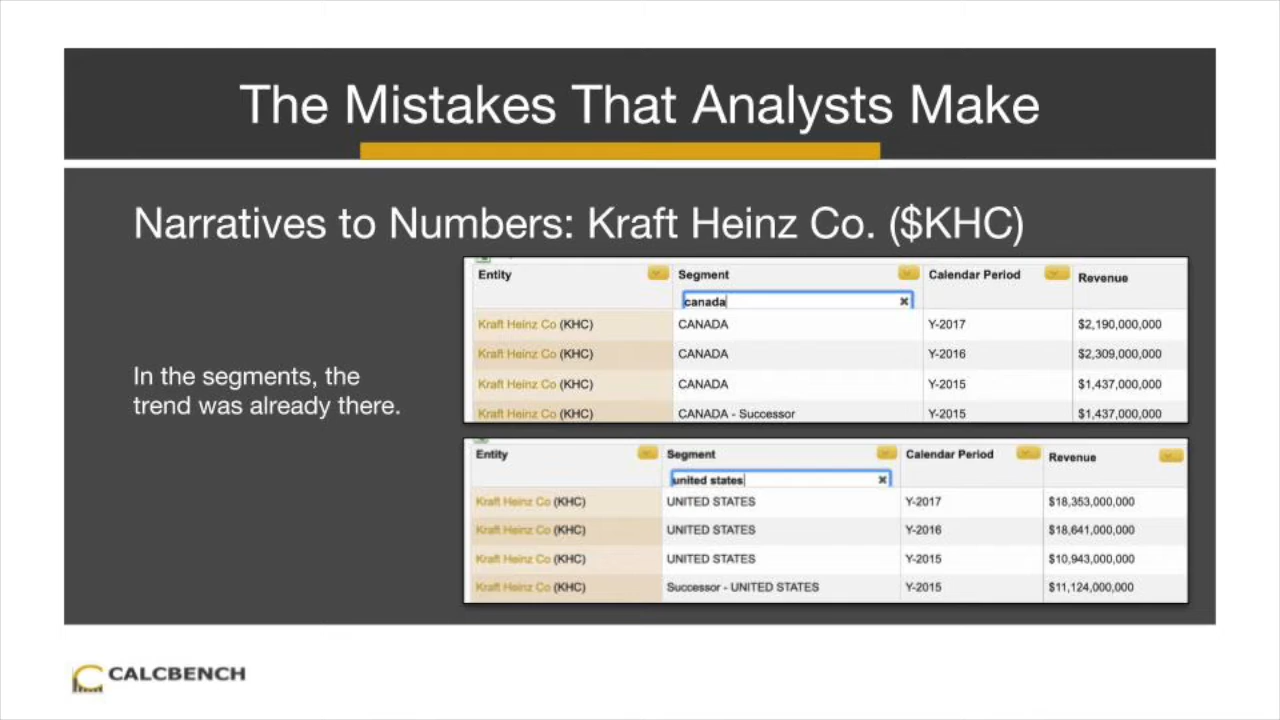 The Mistakes That Analysts Make
Narratives to Numbers: Kraft Heinz Co. ($KHC)
In the segments, the
trend was already there.
Entity Segment Calendar Period Revenue
canada
Kraft Heinz Co (KHC) CANADA Y-2017 $2,190,000,000
Kraft Heinz Co (KHC) CANADA Y-2016 $2,309,000,000
Kraft Heinz Co (KHC) CANADA Y-2015 $1,437,000,000
Kraft Heinz Co (KHC) CANADA - Successor Y-2015 $1,437,000,000
Entity Segment Calendar Period Revenue
united states
Kraft Heinz Co (KHC) UNITED STATES Y-2017 $18,353,000,000
Kraft Heinz Co (KHC) UNITED STATES Y-2016 $18,641,000,000
Kraft Heinz Co (KHC) UNITED STATES Y-2015 $10,943,000,000
Kraft Heinz Co (KHC) Successor - UNITED STATES Y-2015 $11,124,000,000
CALCBENCH